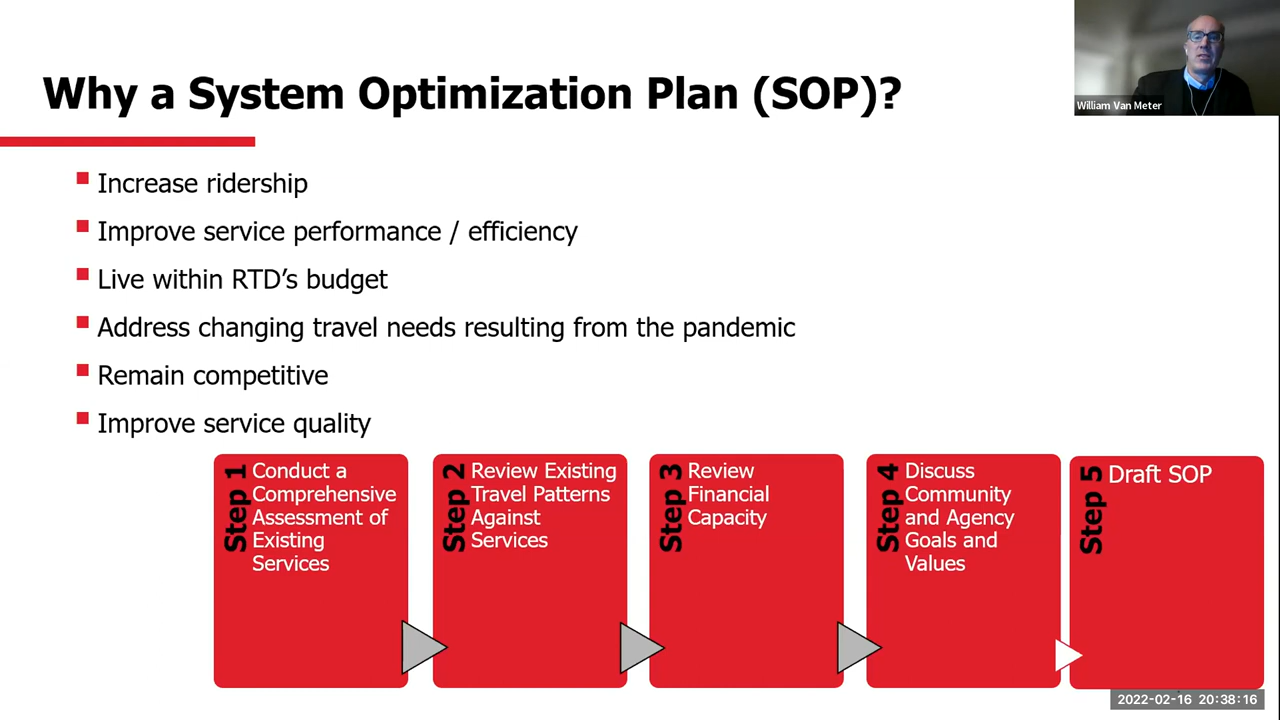 Why a System Optimization Plan (SOP)?
William Van Meter
Increase ridership
Improve service performance / efficiency
Live within RTD’s budget
Address changing travel needs resulting from the pandemic
Remain competitive
Improve service quality
Step 1
Conduct a
Comprehensive
Assessment of
Existing
Services
Step 2
Review Existing
Travel Patterns
Against
Services
Step 3
Review
Financial
Capacity
Step 4
Discuss
Community
and Agency
Goals and
Values
Step 5
Draft SOP
2022-02-16 20:38:16